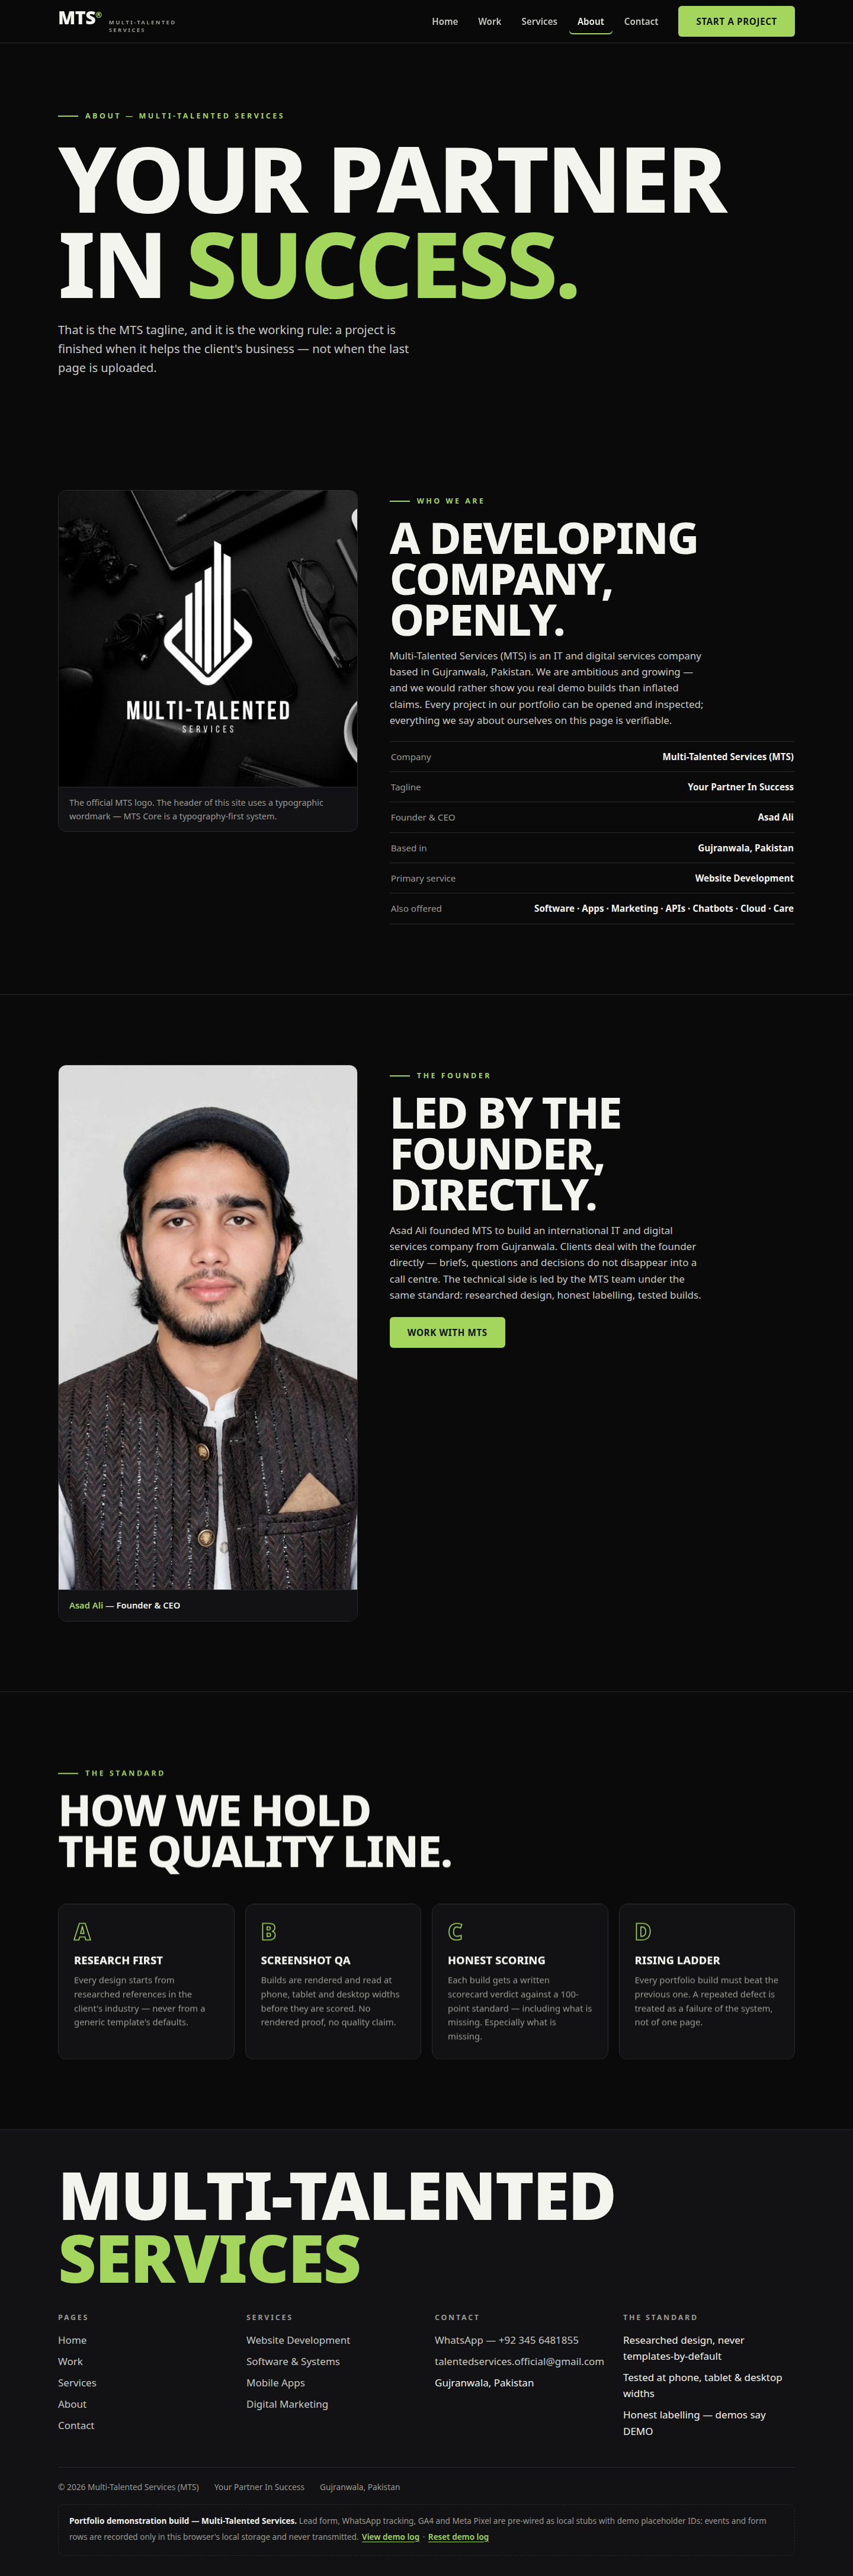 MTS®
MULTI-TALENTED
SERVICES
Home
Work
Services
About
Contact
START A PROJECT
ABOUT — MULTI-TALENTED SERVICES
YOUR PARTNER
IN SUCCESS.
That is the MTS tagline, and it is the working rule: a project is
finished when it helps the client's business — not when the last
page is uploaded.
MULTI-TALENTED
SERVICES
The official MTS logo. The header of this site uses a typographic
wordmark — MTS Core is a typography-first system.
WHO WE ARE
A DEVELOPING
COMPANY,
OPENLY.
Multi-Talented Services (MTS) is an IT and digital services company
based in Gujranwala, Pakistan. We are ambitious and growing —
and we would rather show you real demo builds than inflated
claims. Every project in our portfolio can be opened and inspected;
everything we say about ourselves on this page is verifiable.
Company Multi-Talented Services (MTS)
Tagline Your Partner In Success
Founder & CEO Asad Ali
Based in Gujranwala, Pakistan
Primary service Website Development
Also offered Software · Apps · Marketing · APIs · Chatbots · Cloud · Care
Asad Ali — Founder & CEO
THE FOUNDER
LED BY THE
FOUNDER,
DIRECTLY.
Asad Ali founded MTS to build an international IT and digital
services company from Gujranwala. Clients deal with the founder
directly — briefs, questions and decisions do not disappear into a
call centre. The technical side is led by the MTS team under the
same standard: researched design, honest labelling, tested builds.
WORK WITH MTS
THE STANDARD
HOW WE HOLD
THE QUALITY LINE.
A
RESEARCH FIRST
Every design starts from
researched references in the
client's industry — never from a
generic template's defaults.
B
SCREENSHOT QA
Builds are rendered and read at
phone, tablet and desktop widths
before they are scored. No
rendered proof, no quality claim.
C
HONEST SCORING
Each build gets a written
scorecard verdict against a 100-
point standard — including what is
missing. Especially what is
missing.
D
RISING LADDER
Every portfolio build must beat the
previous one. A repeated defect is
treated as a failure of the system,
not of one page.
MULTI-TALENTED
SERVICES
PAGES
Home
Work
Services
About
Contact
SERVICES
Website Development
Software & Systems
Mobile Apps
Digital Marketing
CONTACT
WhatsApp — +92 345 6481855
talentedservices.official@gmail.com
Gujranwala, Pakistan
THE STANDARD
Researched design, never
templates-by-default
Tested at phone, tablet & desktop
widths
Honest labelling — demos say
DEMO
© 2026 Multi-Talented Services (MTS) Your Partner In Success Gujranwala, Pakistan
Portfolio demonstration build — Multi-Talented Services. Lead form, WhatsApp tracking, GA4 and Meta Pixel are pre-wired as local stubs with demo placeholder IDs: events and form
rows are recorded only in this browser's local storage and never transmitted. View demo log · Reset demo log